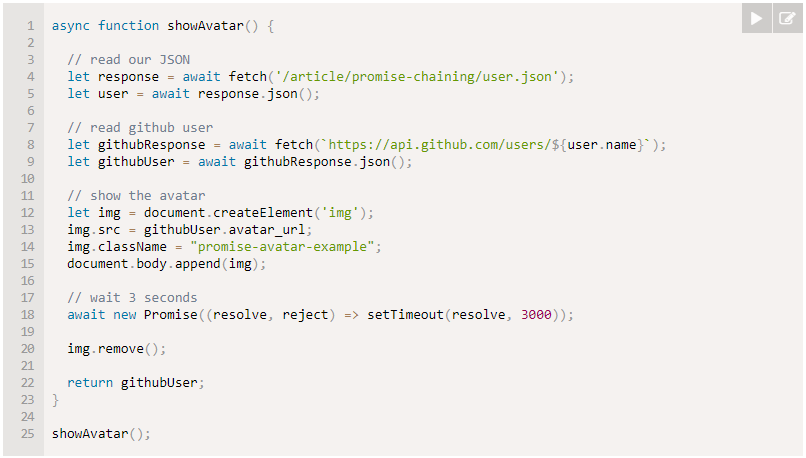 1 async function showAvatar() {
2
3   // read our JSON
4   let response = await fetch('/article/promise-chaining/user.json');
5   let user = await response.json();
6
7   // read github user
8   let githubResponse = await fetch(`https://api.github.com/users/${user.name}`);
9   let githubUser = await githubResponse.json();
10
11   // show the avatar
12   let img = document.createElement('img');
13   img.src = githubUser.avatar_url;
14   img.className = "promise-avatar-example";
15   document.body.append(img);
16
17   // wait 3 seconds
18   await new Promise((resolve, reject) => setTimeout(resolve, 3000));
19
20   img.remove();
21
22   return githubUser;
23 }
24
25 showAvatar();